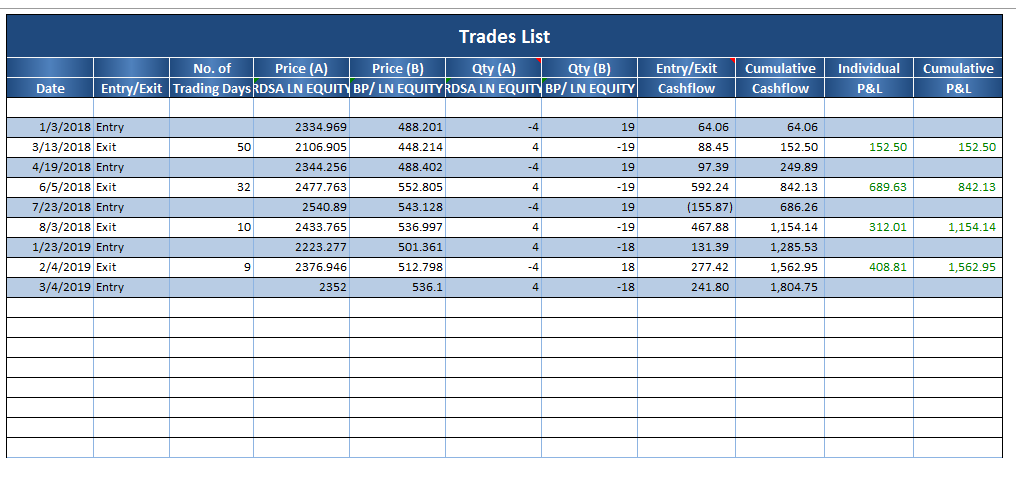 Trades List
No. of Price (A) Price (B) Qty (A) Qty (B) Entry/Exit Cumulative Individual Cumulative
Date Entry/Exit Trading Days RDSA LN EQUITY BP/ LN EQUITY RDSA LN EQUITY BP/ LN EQUITY Cashflow Cashflow P&L P&L
1/3/2018 Entry 2334.969 488.201 -4 19 64.06 64.06
3/13/2018 Exit 50 2106.905 448.214 4 -19 88.45 152.50 152.50 152.50
4/19/2018 Entry 2344.256 488.402 -4 19 97.39 249.89
6/5/2018 Exit 32 2477.763 552.805 4 -19 592.24 842.13 689.63 842.13
7/23/2018 Entry 2540.89 543.128 -4 19 (155.87) 686.26
8/3/2018 Exit 10 2433.765 536.997 4 -19 467.88 1,154.14 312.01 1,154.14
1/23/2019 Entry 2223.277 501.361 4 -18 131.39 1,285.53
2/4/2019 Exit 9 2376.946 512.798 -4 18 277.42 1,562.95 408.81 1,562.95
3/4/2019 Entry 2352 536.1 4 -18 241.80 1,804.75